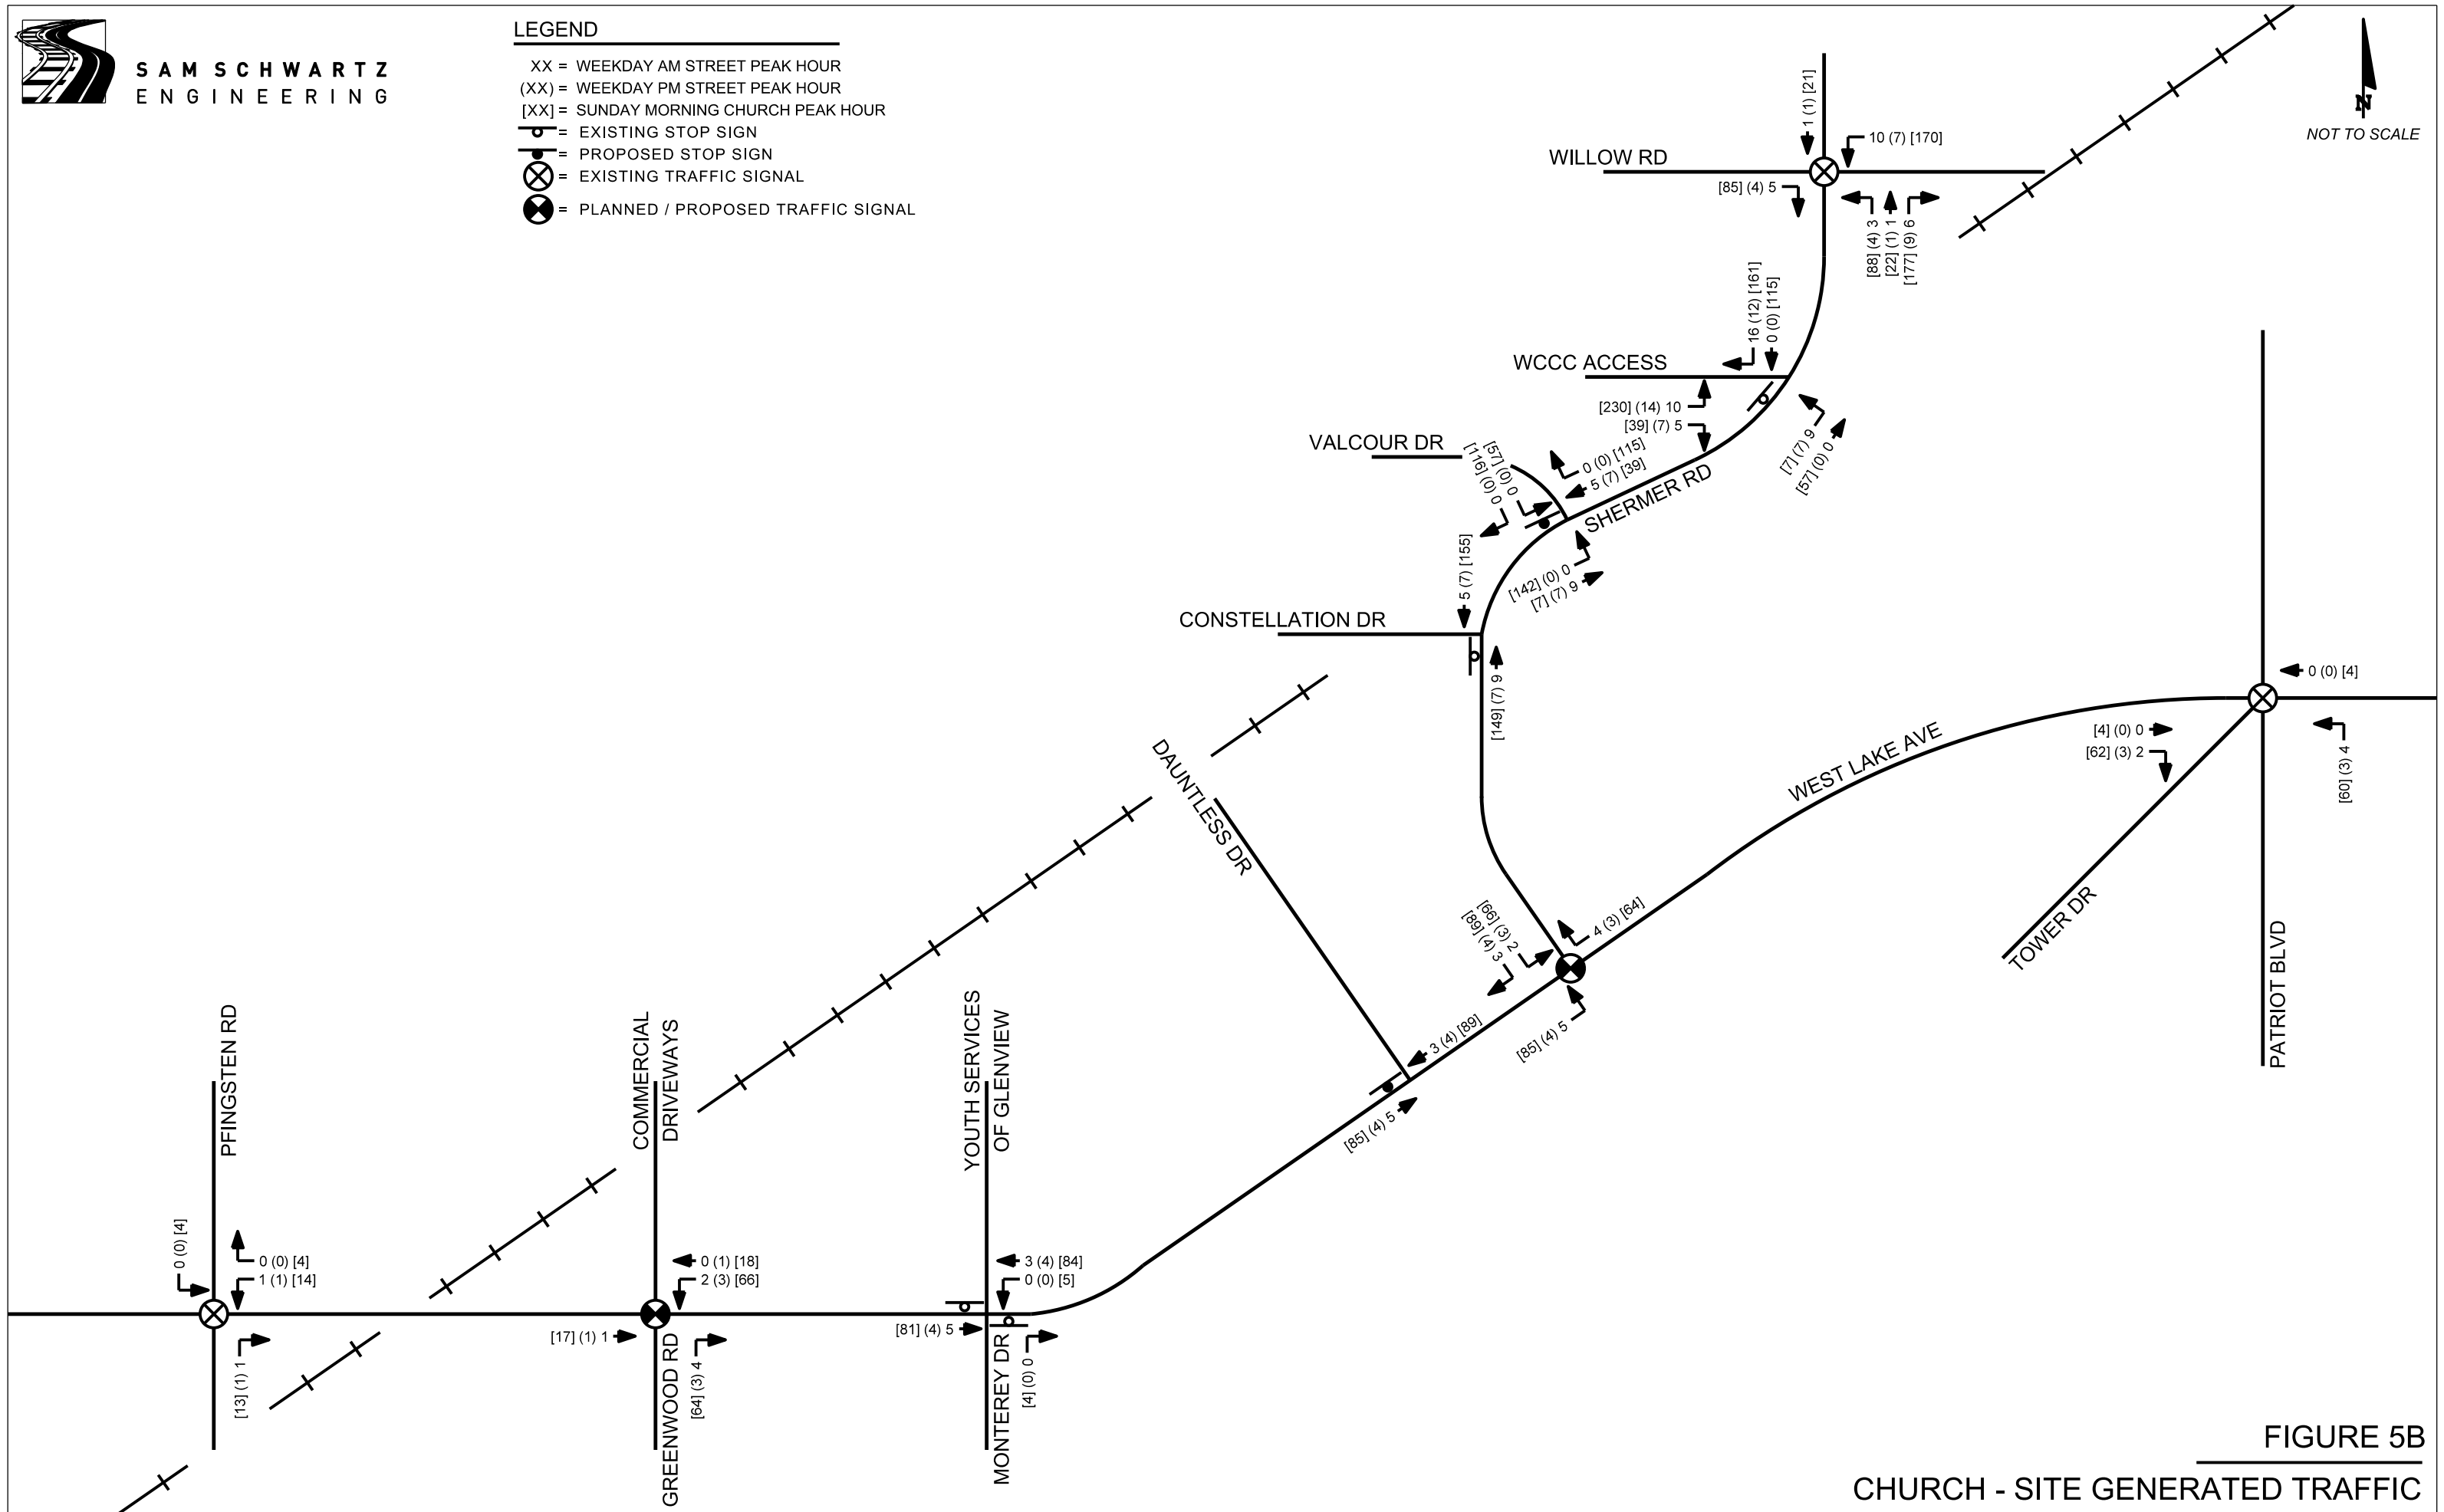 SAM SCHWARTZ
ENGINEERING
LEGEND
XX = WEEKDAY AM STREET PEAK HOUR
(XX) = WEEKDAY PM STREET PEAK HOUR
[XX] = SUNDAY MORNING CHURCH PEAK HOUR
= EXISTING STOP SIGN
= PROPOSED STOP SIGN
= EXISTING TRAFFIC SIGNAL
= PLANNED / PROPOSED TRAFFIC SIGNAL
N
NOT TO SCALE
1 (1) [21]
10 (7) [170]
WILLOW RD
[85] (4) 5
[88] (4) 3
[22] (1) 1
[177] (9) 6
16 (12) [161]
0 (0) [115]
WCCC ACCESS
[230] (14) 10
[39] (7) 5
[7] (7) 9
[57] (0) 0
VALCOUR DR
[57] (0) 0
[116] (0) 0
0 (0) [115]
5 (7) [39]
SHERMER RD
[142] (0) 0
[7] (7) 9
5 (7) [155]
CONSTELLATION DR
[149] (7) 9
0 (0) [4]
[4] (0) 0
[62] (3) 2
[60] (3) 4
WEST LAKE AVE
TOWER DR
PATRIOT BLVD
DAUNTLESS DR
[66] (3) 2
[89] (4) 3
4 (3) [64]
[85] (4) 5
3 (4) [89]
[85] (4) 5
PFINGSTEN RD
0 (0) [4]
0 (0) [4]
1 (1) [14]
[13] (1) 1
COMMERCIAL
DRIVEWAYS
0 (1) [18]
2 (3) [66]
[17] (1) 1
GREENWOOD RD
[64] (3) 4
YOUTH SERVICES
OF GLENVIEW
3 (4) [84]
0 (0) [5]
[81] (4) 5
MONTEREY DR
[4] (0) 0
FIGURE 5B
CHURCH - SITE GENERATED TRAFFIC